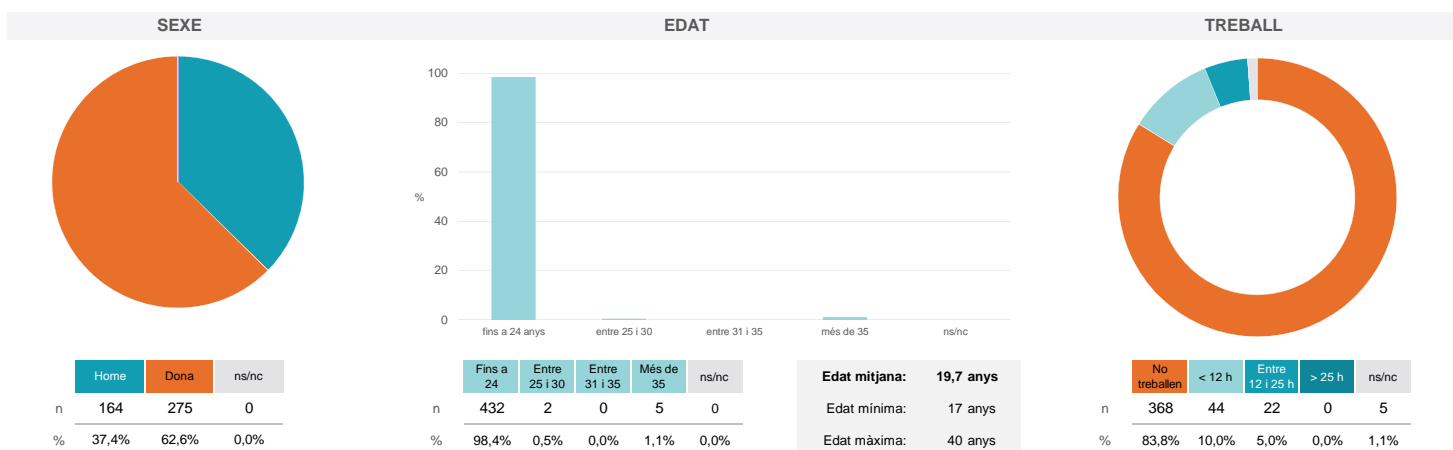 SEXE EDAT TREBALL
100
80
60
%
40
20
0
fins a 24 anys entre 25 i 30 entre 31 i 35 més de 35 ns/nc
Home Dona ns/nc
n 164 275 0
% 37,4% 62,6% 0,0%
Fins a 24 Entre 25 i 30 Entre 31 i 35 Més de 35 ns/nc
n 432 2 0 5 0
% 98,4% 0,5% 0,0% 1,1% 0,0%
Edat mitjana: 19,7 anys
Edat mínima: 17 anys
Edat màxima: 40 anys
No treballen < 12 h Entre 12 i 25 h > 25 h ns/nc
n 368 44 22 0 5
% 83,8% 10,0% 5,0% 0,0% 1,1%